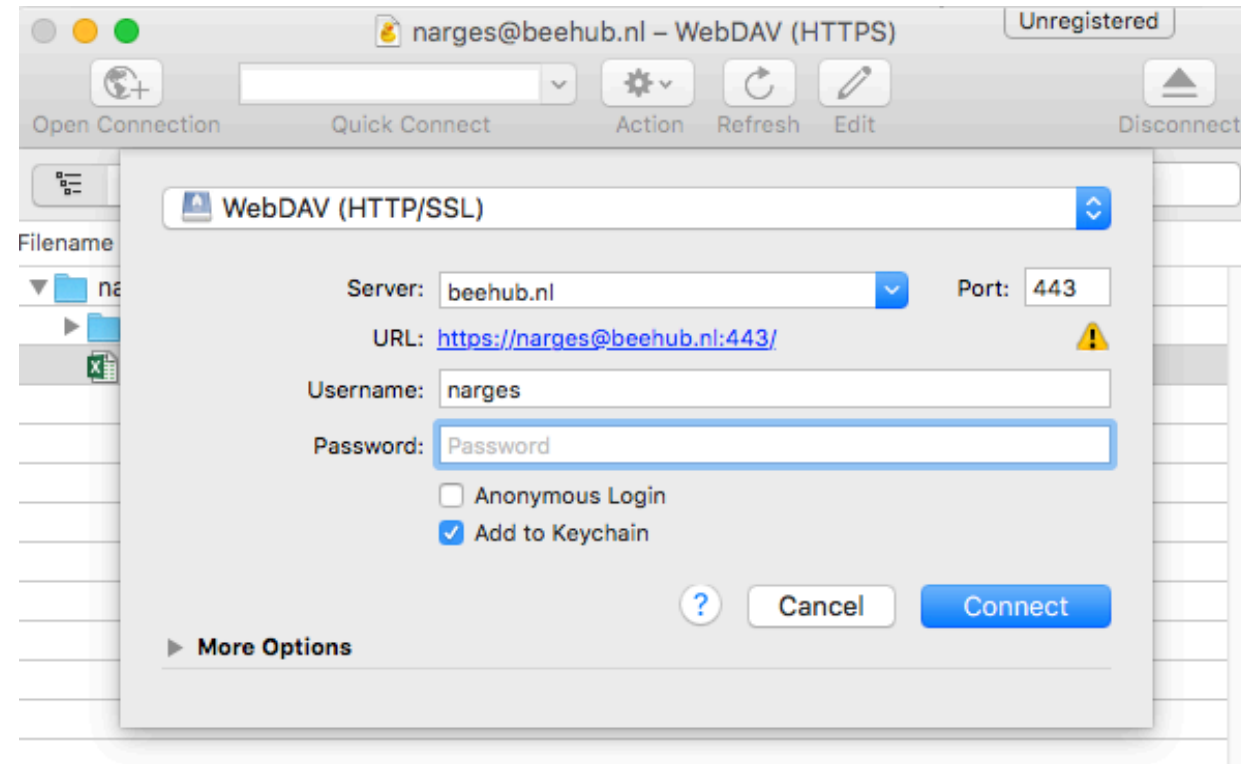 narges@beehub.nl – WebDAV (HTTPS)
Unregistered
Open Connection
Quick Connect
Action
Refresh
Edit
Disconnect
WebDAV (HTTP/SSL)
Filename
na
Server: beehub.nl
Port: 443
URL: https://narges@beehub.nl:443/
Username: narges
Password: Password
Anonymous Login
Add to Keychain
? Cancel Connect
More Options